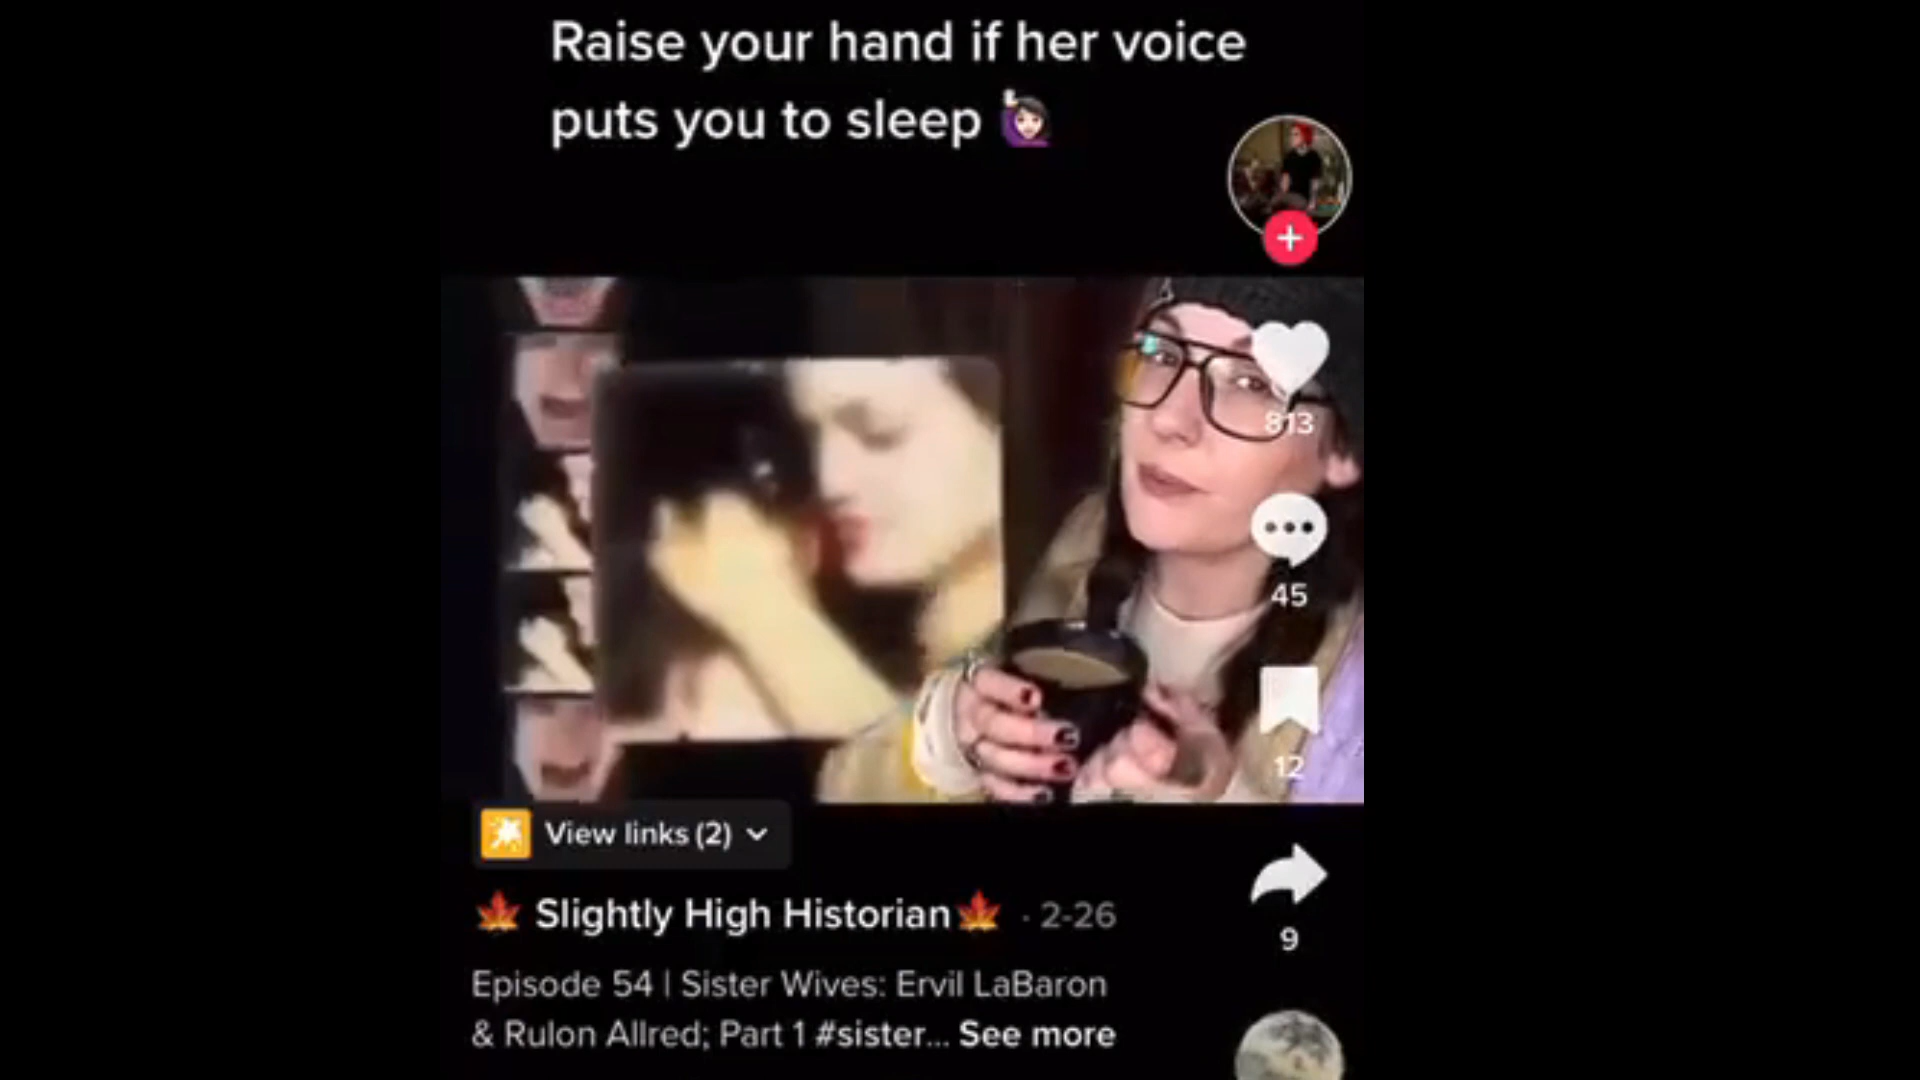 Raise your hand if her voice
puts you to sleep 🙋🏻‍♀️
813
45
12
View links (2)
🍁 Slightly High Historian🍁 · 2-26
9
Episode 54 | Sister Wives: Ervil LaBaron
& Rulon Allred; Part 1 #sister... See more